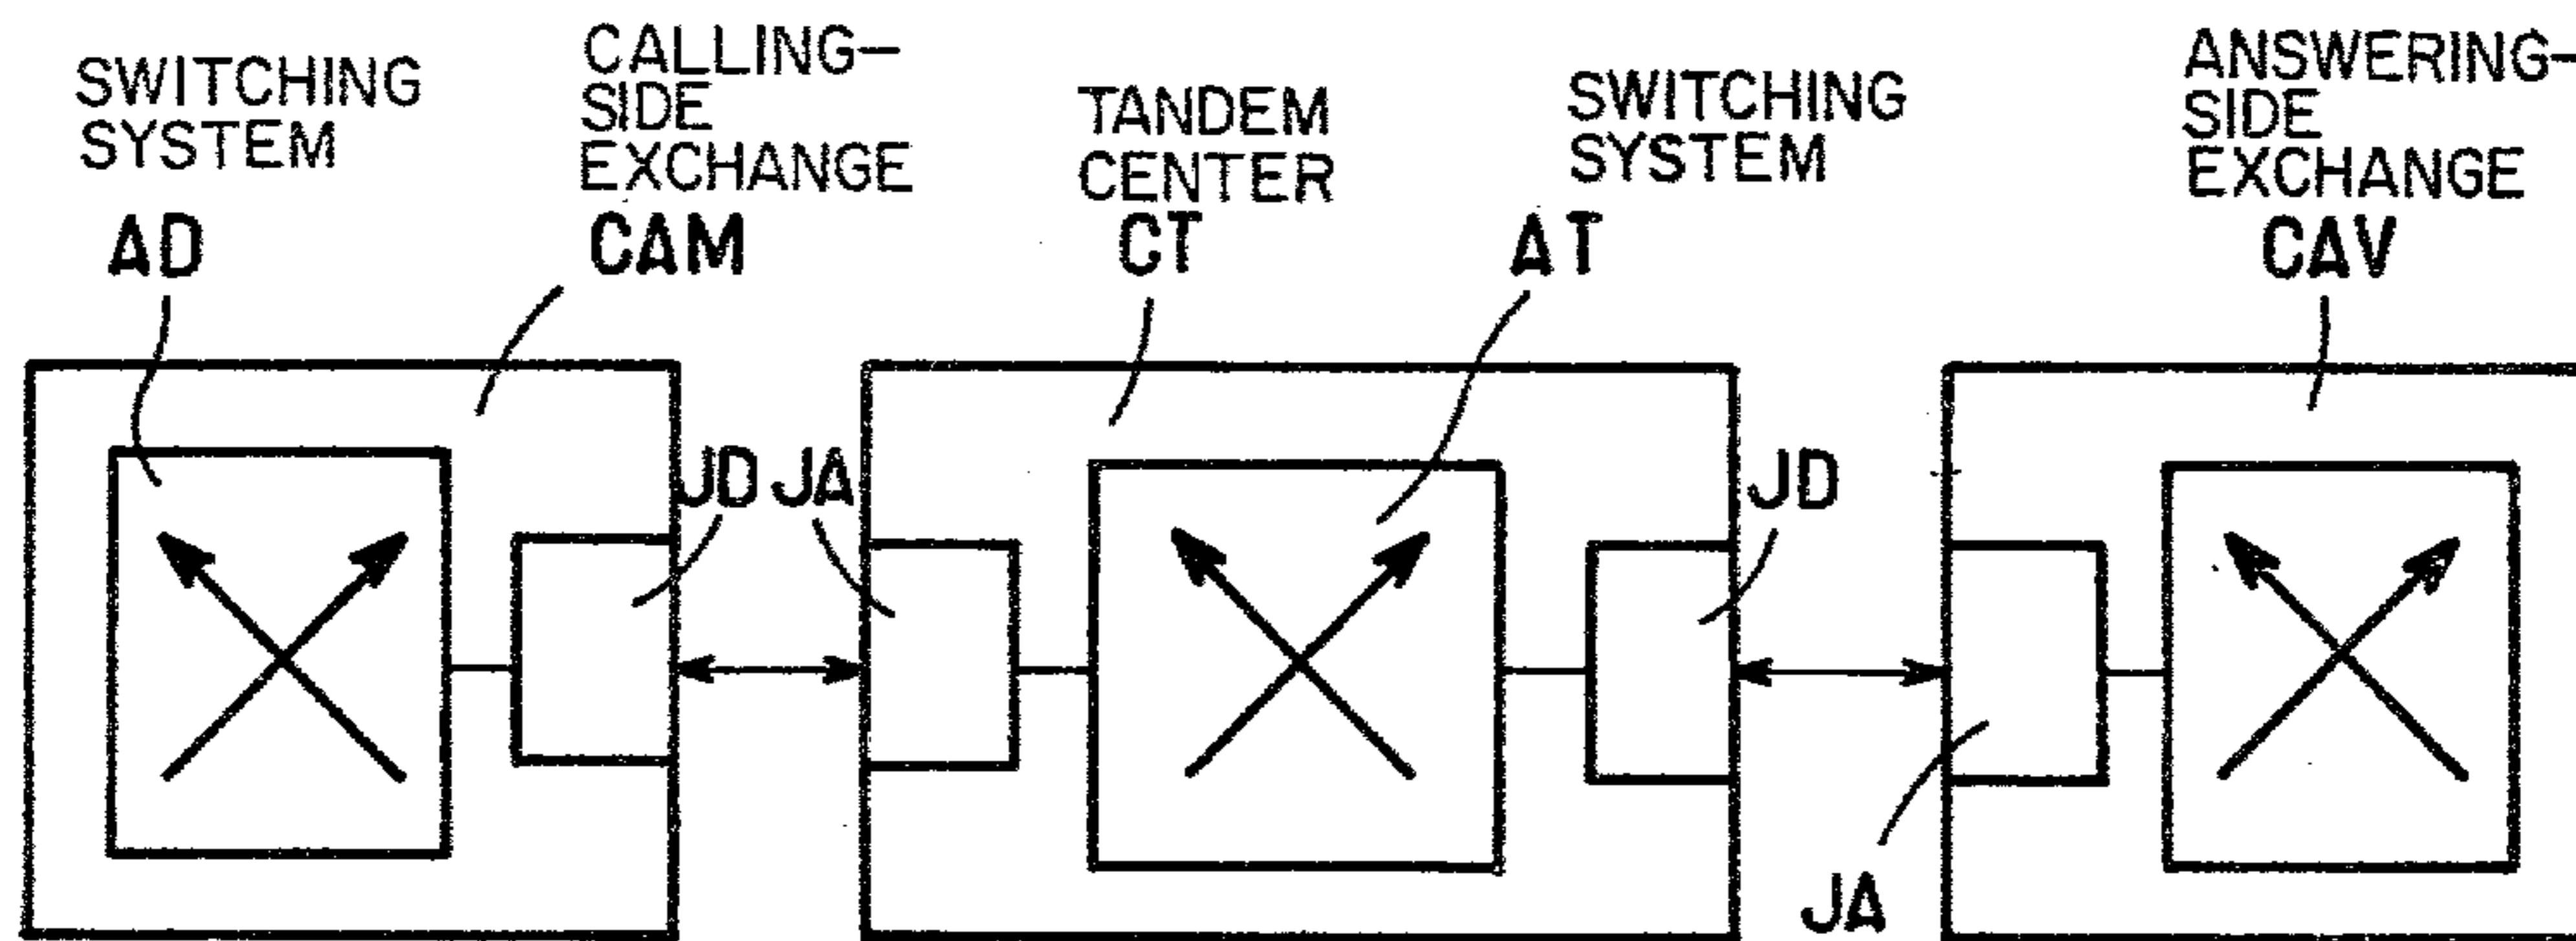 SWITCHING
SYSTEM
AD
CALLING-
SIDE
EXCHANGE
CAM
TANDEM
CENTER
CT
SWITCHING
SYSTEM
AT
ANSWERING-
SIDE
EXCHANGE
CAV
JD
JA
JD
JA